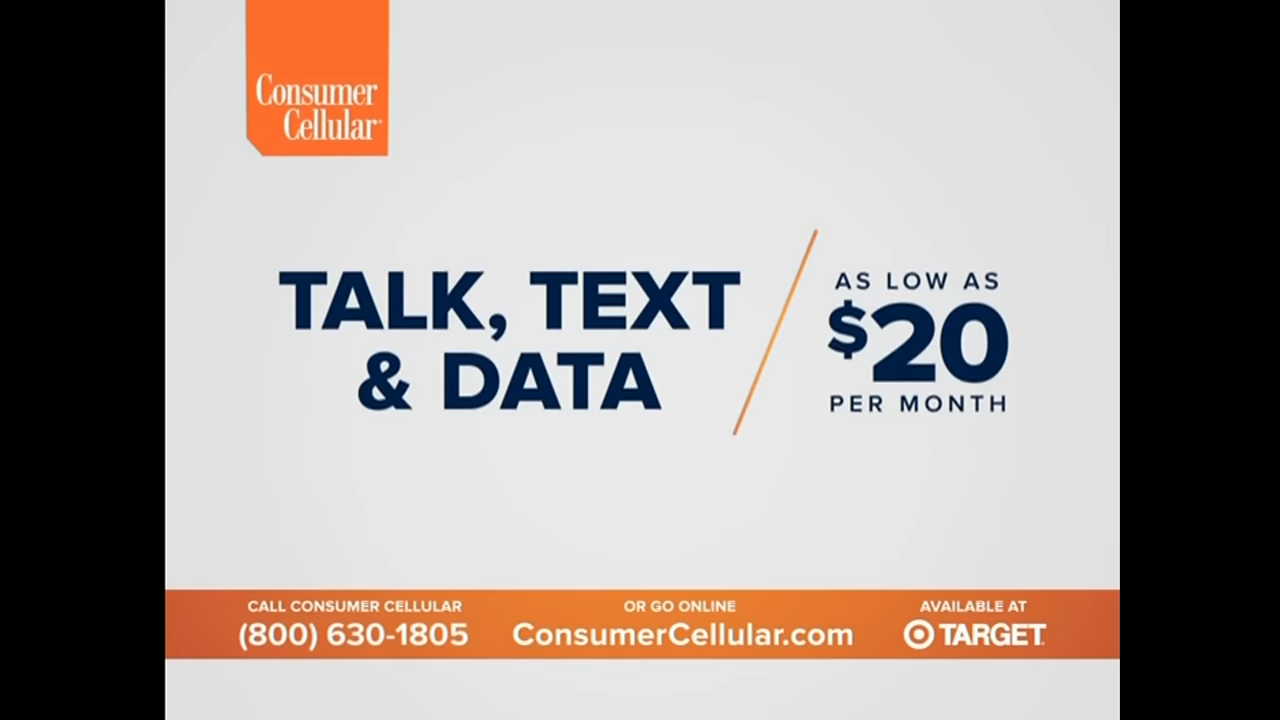 Consumer
Cellular
TALK, TEXT
& DATA
AS LOW AS
$20
PER MONTH
CALL CONSUMER CELLULAR
(800) 630-1805
OR GO ONLINE
ConsumerCellular.com
AVAILABLE AT
TARGET